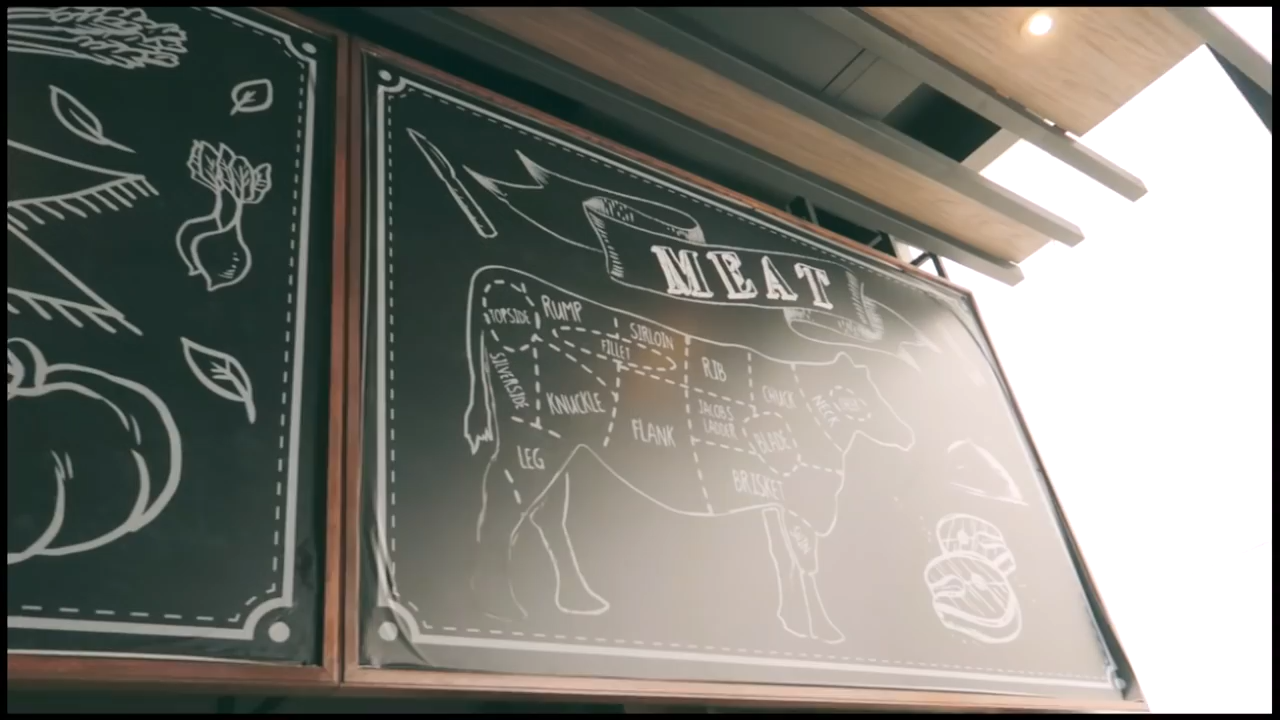 MEAT
RUMP
TOPSIDE
SIRLOIN
FILLET
RIB
SILVERSIDE
KNUCKLE
CHUCK
NECK
JACOBS
LADDER
FLANK
BLADE
LEG
BRISKET